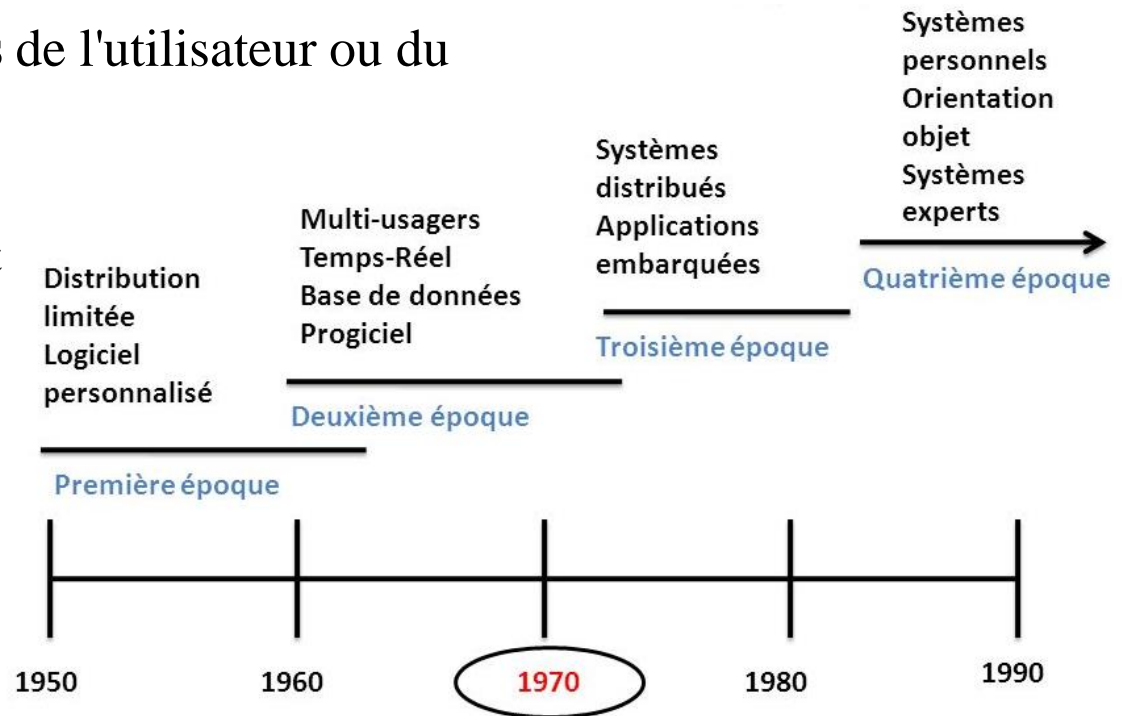 s de l'utilisateur ou du
Distribution
limitée
Logiciel
personnalisé
Première époque
Multi-usagers
Temps-Réel
Base de données
Progiciel
Deuxième époque
Systèmes
distribués
Applications
embarquées
Troisième époque
Systèmes
personnels
Orientation
objet
Systèmes
experts
Quatrième époque
1950
1960
1970
1980
1990